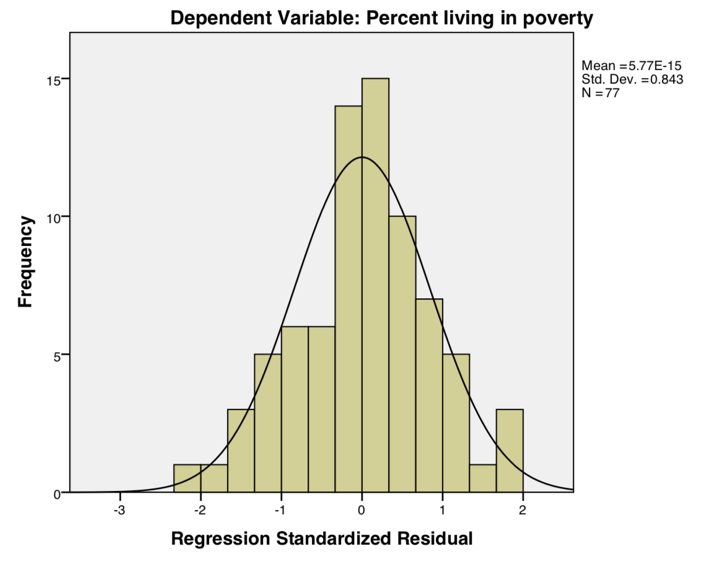 Dependent Variable: Percent living in poverty
Mean =5.77E-15
Std. Dev. =0.843
N =77
15
10
5
0
Frequency
-3 -2 -1 0 1 2
Regression Standardized Residual